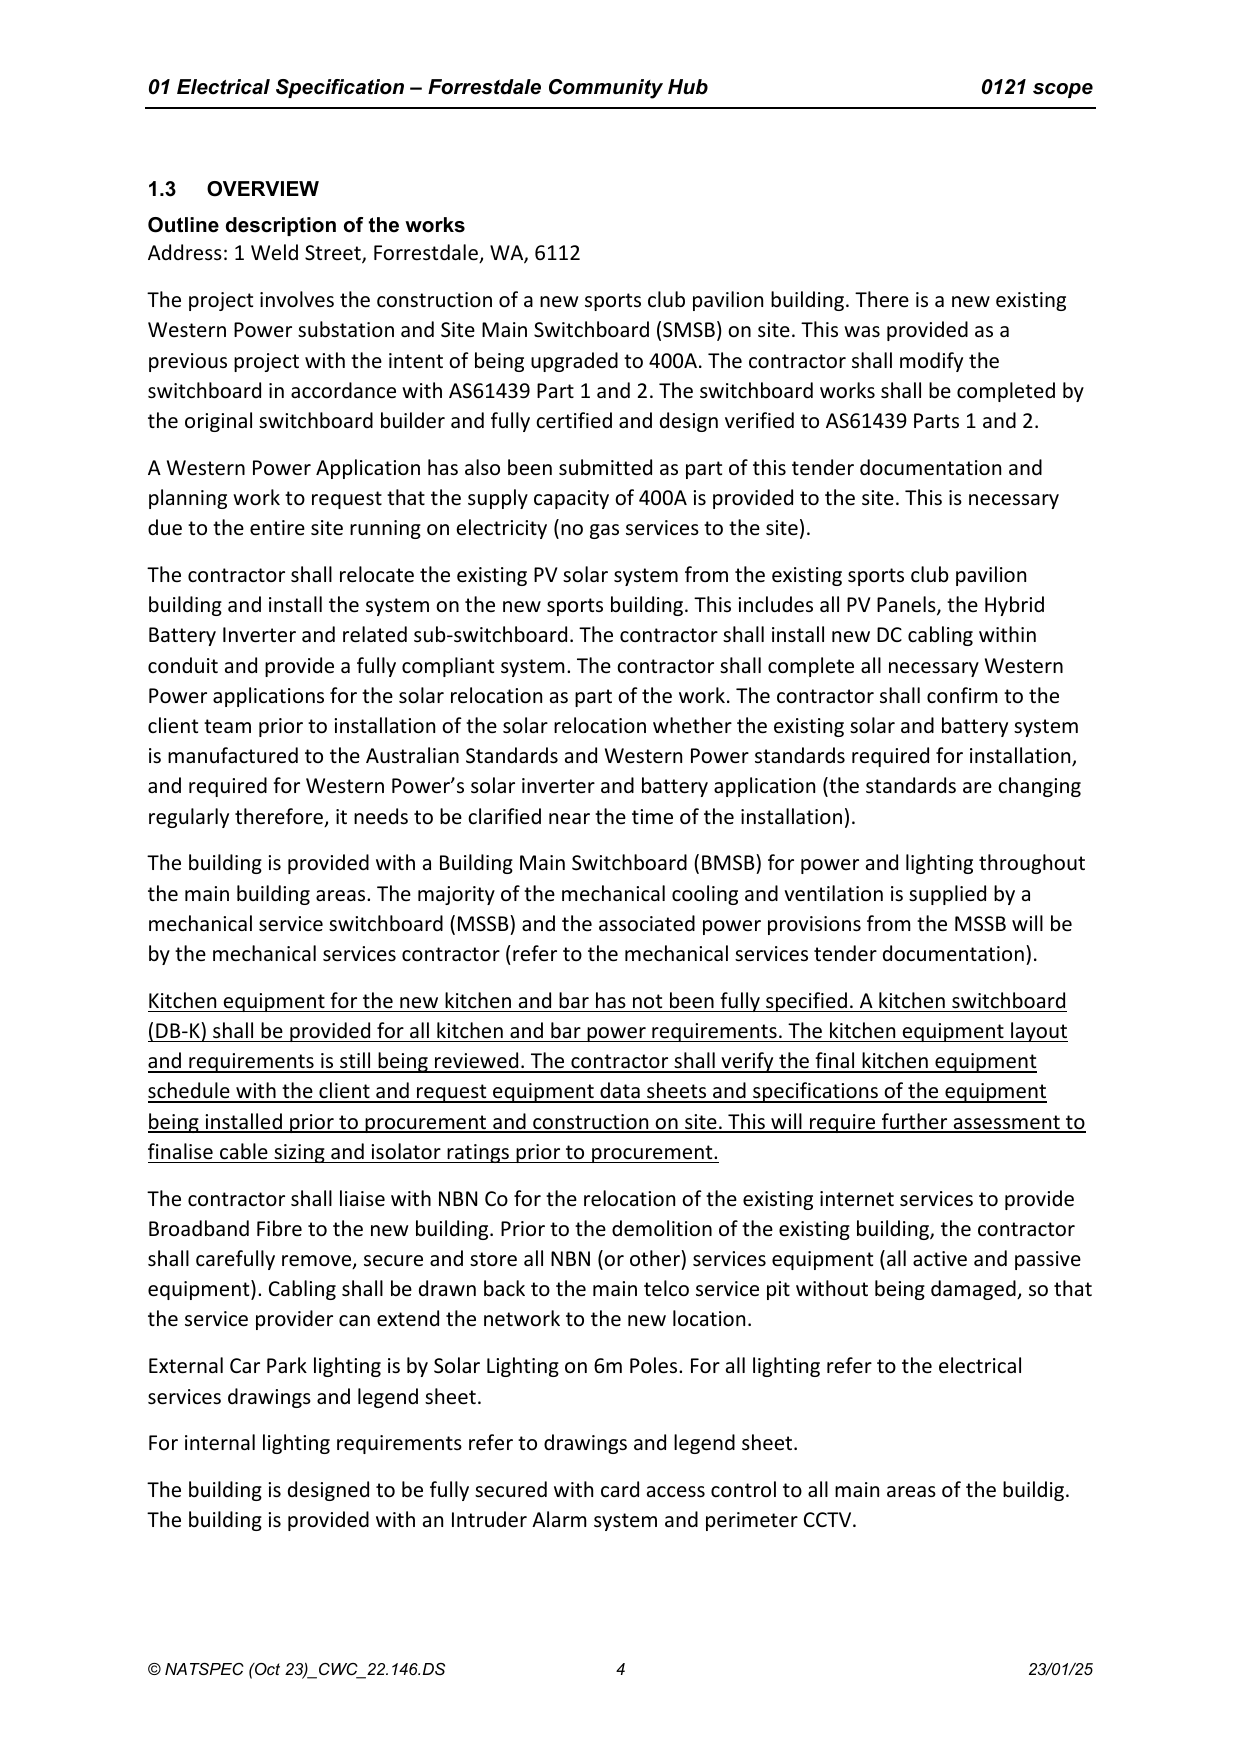 01 Electrical Specification – Forrestdale Community Hub 0121 scope
1.3 OVERVIEW
Outline description of the works
Address: 1 Weld Street, Forrestdale, WA, 6112
The project involves the construction of a new sports club pavilion building. There is a new existing
Western Power substation and Site Main Switchboard (SMSB) on site. This was provided as a
previous project with the intent of being upgraded to 400A. The contractor shall modify the
switchboard in accordance with AS61439 Part 1 and 2. The switchboard works shall be completed by
the original switchboard builder and fully certified and design verified to AS61439 Parts 1 and 2.
A Western Power Application has also been submitted as part of this tender documentation and
planning work to request that the supply capacity of 400A is provided to the site. This is necessary
due to the entire site running on electricity (no gas services to the site).
The contractor shall relocate the existing PV solar system from the existing sports club pavilion
building and install the system on the new sports building. This includes all PV Panels, the Hybrid
Battery Inverter and related sub-switchboard. The contractor shall install new DC cabling within
conduit and provide a fully compliant system. The contractor shall complete all necessary Western
Power applications for the solar relocation as part of the work. The contractor shall confirm to the
client team prior to installation of the solar relocation whether the existing solar and battery system
is manufactured to the Australian Standards and Western Power standards required for installation,
and required for Western Power’s solar inverter and battery application (the standards are changing
regularly therefore, it needs to be clarified near the time of the installation).
The building is provided with a Building Main Switchboard (BMSB) for power and lighting throughout
the main building areas. The majority of the mechanical cooling and ventilation is supplied by a
mechanical service switchboard (MSSB) and the associated power provisions from the MSSB will be
by the mechanical services contractor (refer to the mechanical services tender documentation).
Kitchen equipment for the new kitchen and bar has not been fully specified. A kitchen switchboard
(DB-K) shall be provided for all kitchen and bar power requirements. The kitchen equipment layout
and requirements is still being reviewed. The contractor shall verify the final kitchen equipment
schedule with the client and request equipment data sheets and specifications of the equipment
being installed prior to procurement and construction on site. This will require further assessment to
finalise cable sizing and isolator ratings prior to procurement.
The contractor shall liaise with NBN Co for the relocation of the existing internet services to provide
Broadband Fibre to the new building. Prior to the demolition of the existing building, the contractor
shall carefully remove, secure and store all NBN (or other) services equipment (all active and passive
equipment). Cabling shall be drawn back to the main telco service pit without being damaged, so that
the service provider can extend the network to the new location.
External Car Park lighting is by Solar Lighting on 6m Poles. For all lighting refer to the electrical
services drawings and legend sheet.
For internal lighting requirements refer to drawings and legend sheet.
The building is designed to be fully secured with card access control to all main areas of the buildig.
The building is provided with an Intruder Alarm system and perimeter CCTV.
© NATSPEC (Oct 23)_CWC_22.146.DS 4 23/01/25